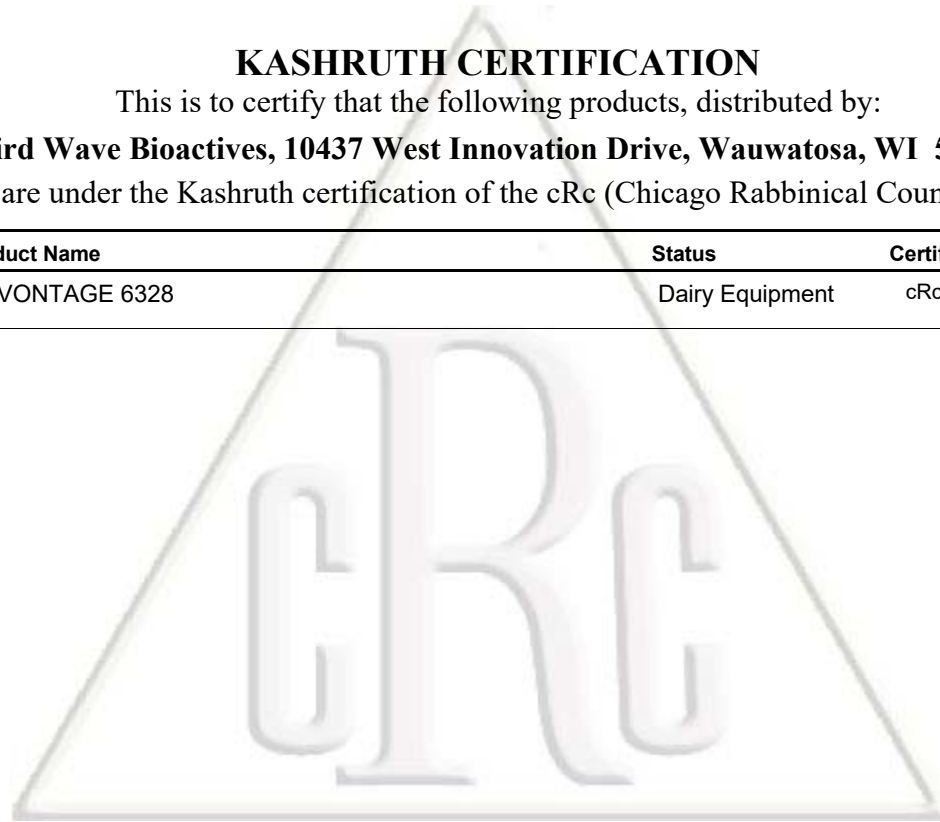 KASHRUTH CERTIFICATION
This is to certify that the following products, distributed by:
ird Wave Bioactives, 10437 West Innovation Drive, Wauwatosa, WI 5
are under the Kashruth certification of the cRc (Chicago Rabbinical Coun
duct Name Status Certif
VONTAGE 6328 Dairy Equipment cRc
cRc